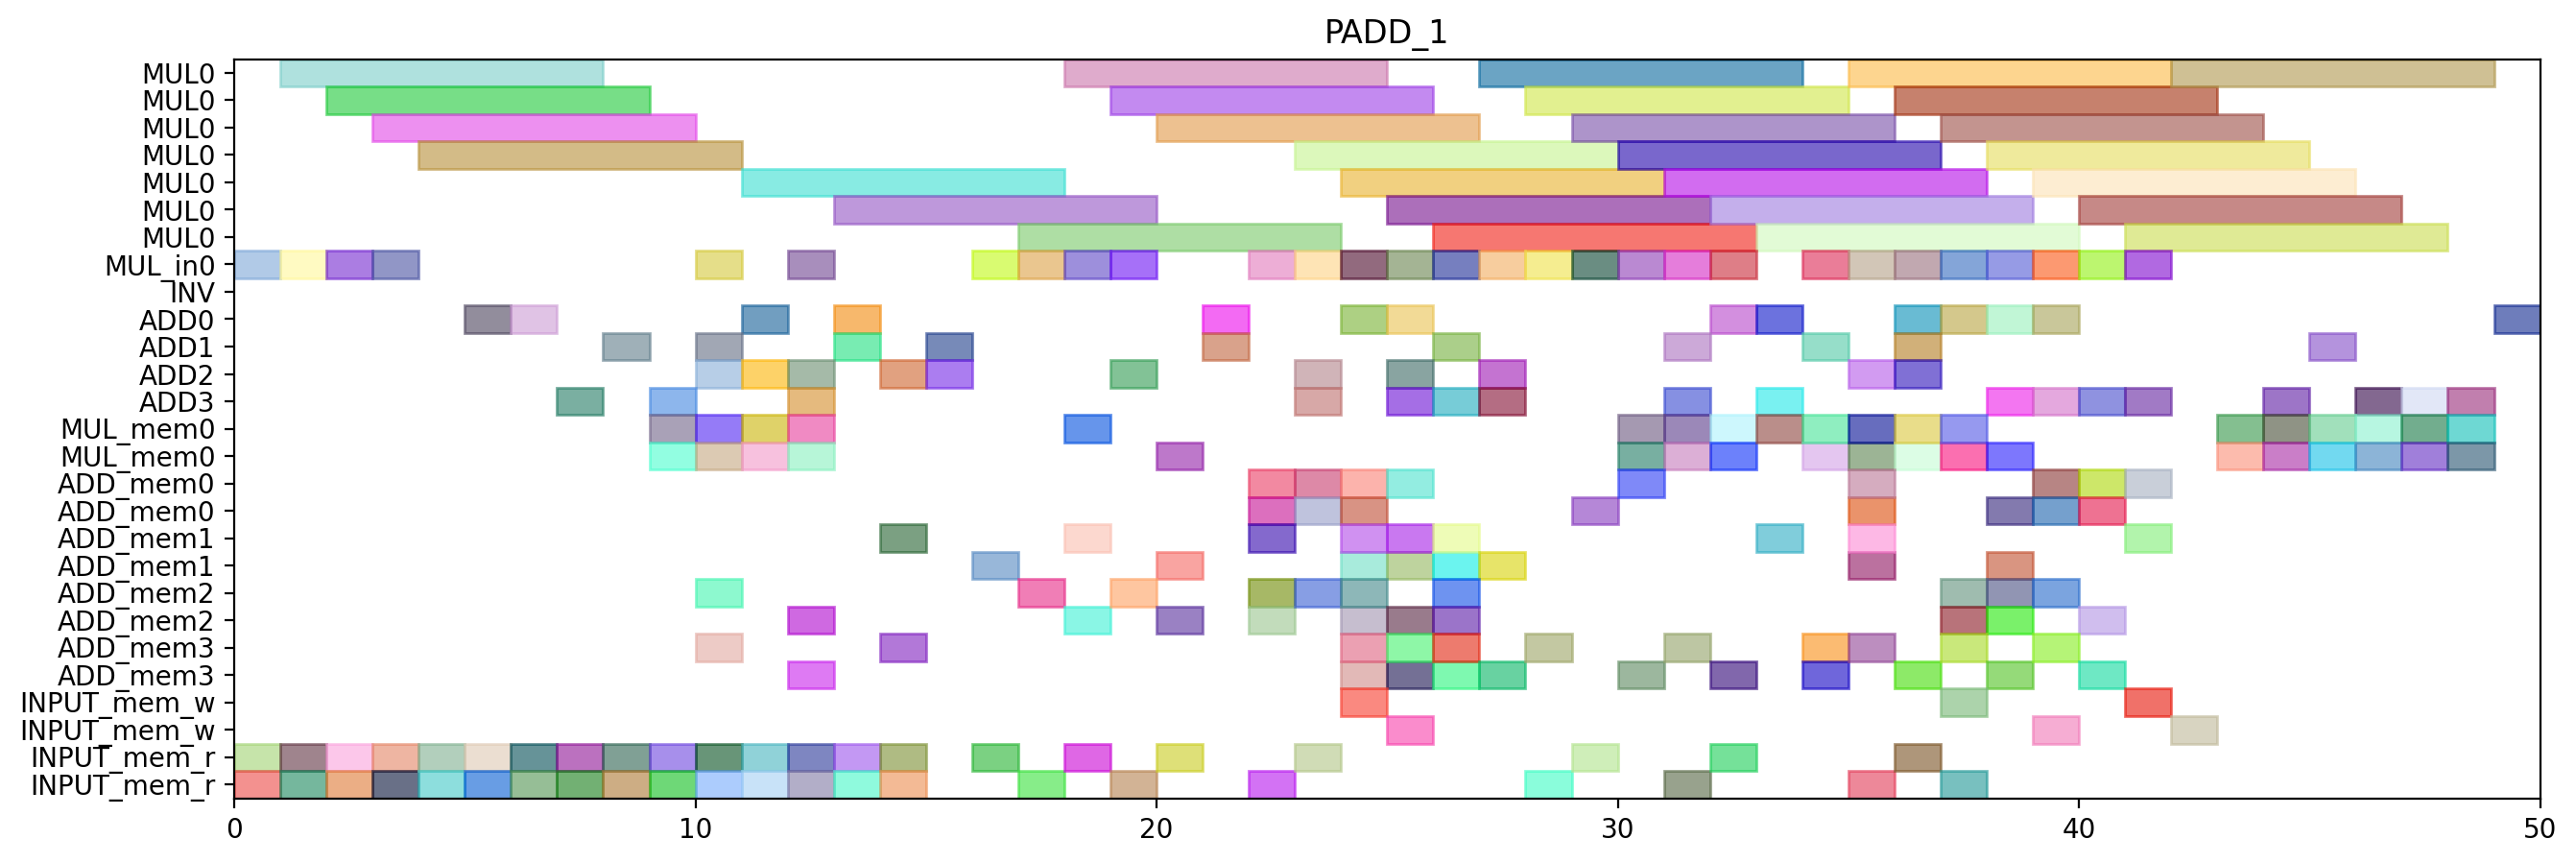 PADD_1
MUL0
MUL0
MUL0
MUL0
MUL0
MUL0
MUL0
MUL_in0
INV
ADD0
ADD1
ADD2
ADD3
MUL_mem0
MUL_mem0
ADD_mem0
ADD_mem0
ADD_mem1
ADD_mem1
ADD_mem2
ADD_mem2
ADD_mem3
ADD_mem3
INPUT_mem_w
INPUT_mem_w
INPUT_mem_r
INPUT_mem_r
0 10 20 30 40 50